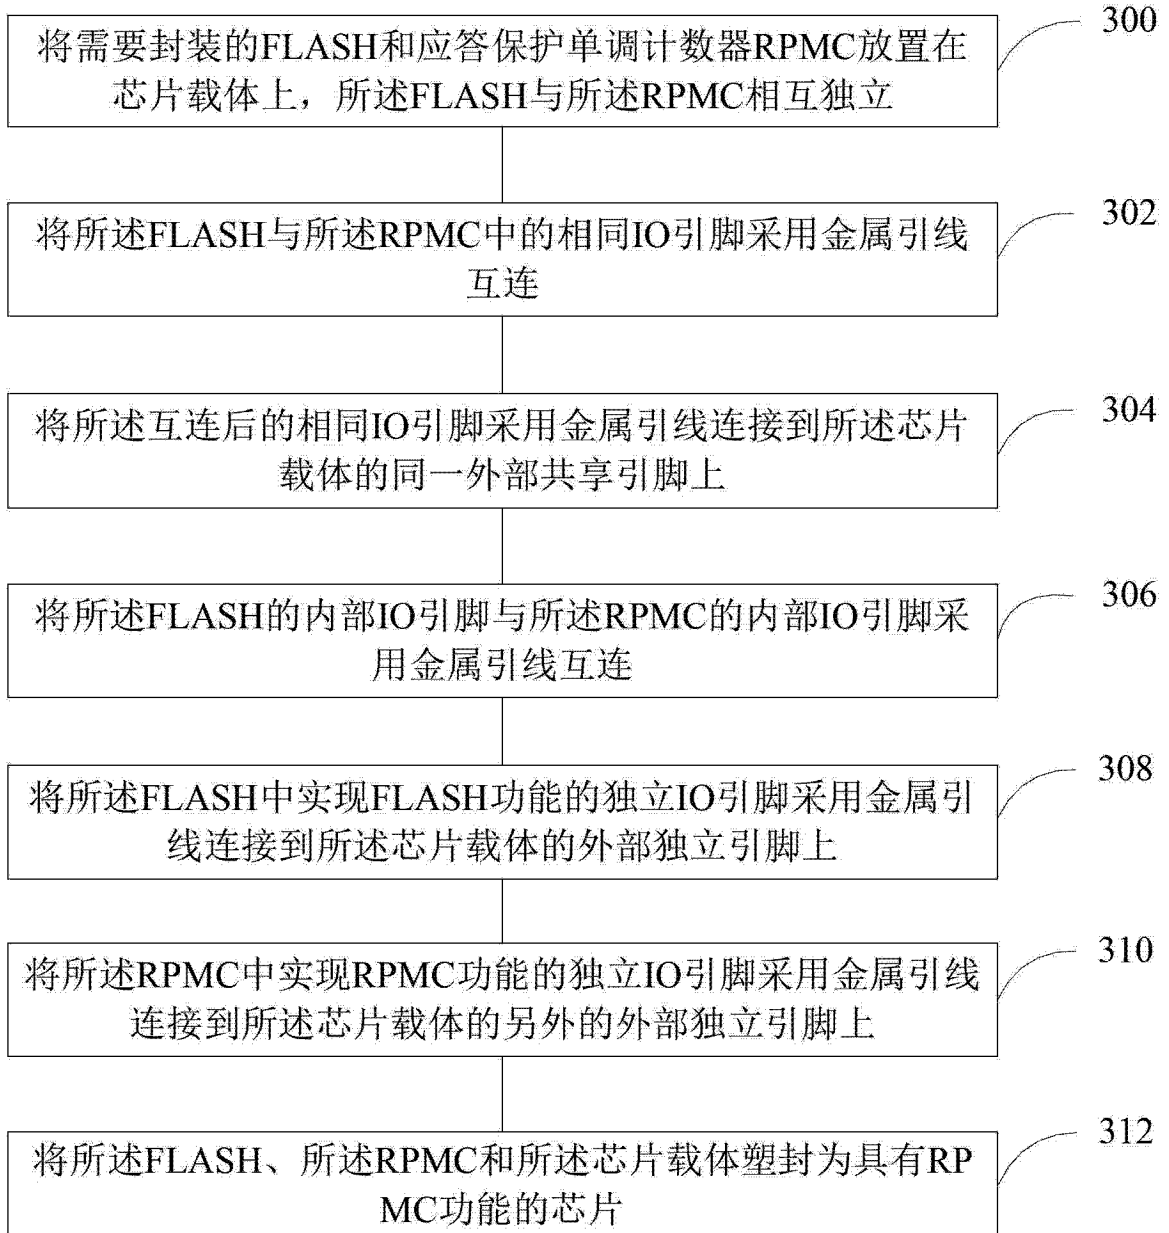 300
将需要封装的FLASH和应答保护单调计数器RPMC放置在
芯片载体上，所述FLASH与所述RPMC相互独立
302
将所述FLASH与所述RPMC中的相同IO引脚采用金属引线
互连
304
将所述互连后的相同IO引脚采用金属引线连接到所述芯片
载体的同一外部共享引脚上
306
将所述FLASH的内部IO引脚与所述RPMC的内部IO引脚采
用金属引线互连
308
将所述FLASH中实现FLASH功能的独立IO引脚采用金属引
线连接到所述芯片载体的外部独立引脚上
310
将所述RPMC中实现RPMC功能的独立IO引脚采用金属引线
连接到所述芯片载体的另外的外部独立引脚上
312
将所述FLASH、所述RPMC和所述芯片载体塑封为具有RP
MC功能的芯片